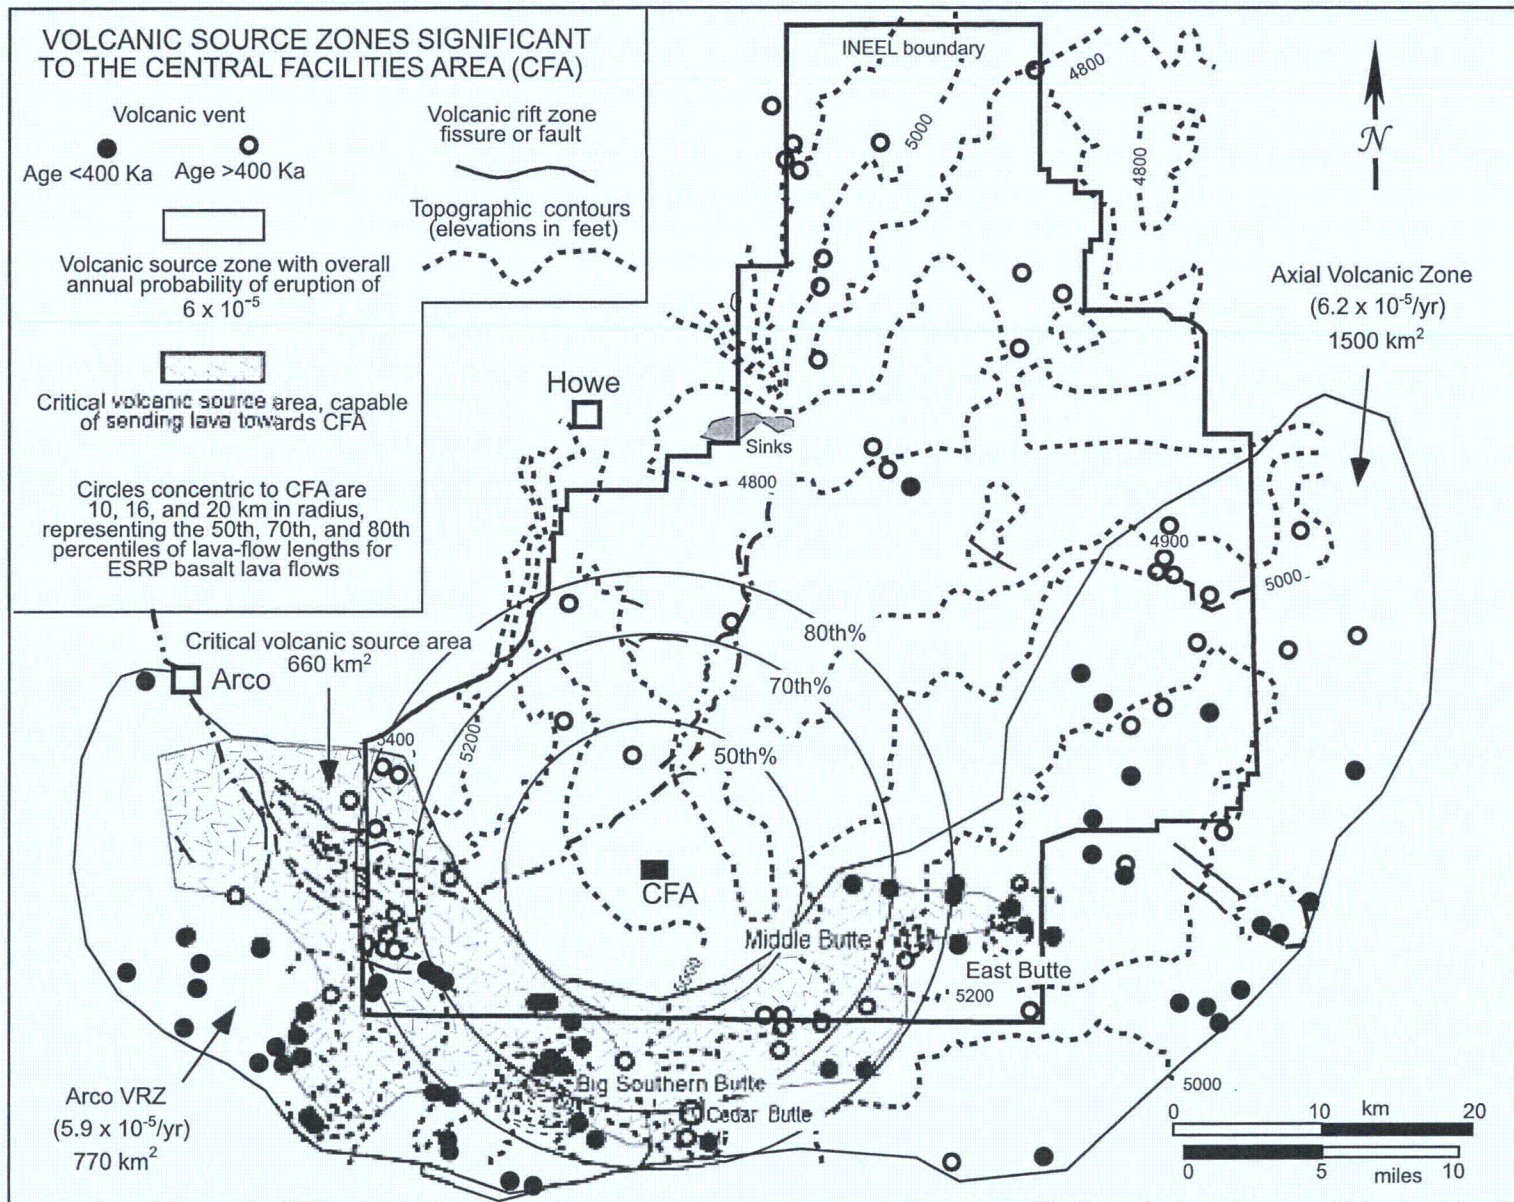 VOLCANIC SOURCE ZONES SIGNIFICANT
TO THE CENTRAL FACILITIES AREA (CFA)
Volcanic vent
Age <400 Ka
Age >400 Ka
Volcanic rift zone
fissure or fault
Topographic contours
(elevations in feet)
Volcanic source zone with overall
annual probability of eruption of
6 x 10⁻⁵
Critical volcanic source area, capable
of sending lava towards CFA
Circles concentric to CFA are
10, 16, and 20 km in radius,
representing the 50th, 70th, and 80th
percentiles of lava-flow lengths for
ESRP basalt lava flows
INEEL boundary
4800
5000
4800
N
Axial Volcanic Zone
(6.2 x 10⁻⁵/yr)
1500 km²
Howe
Sinks
4800
4900
5000
80th%
70th%
50th%
Critical volcanic source area
660 km²
Arco
5400
5200
CFA
Middle Butte
East Butte
5200
Big Southern Butte
Cedar Butte
5000
Arco VRZ
(5.9 x 10⁻⁵/yr)
770 km²
0 10 km 20
0 5 miles 10